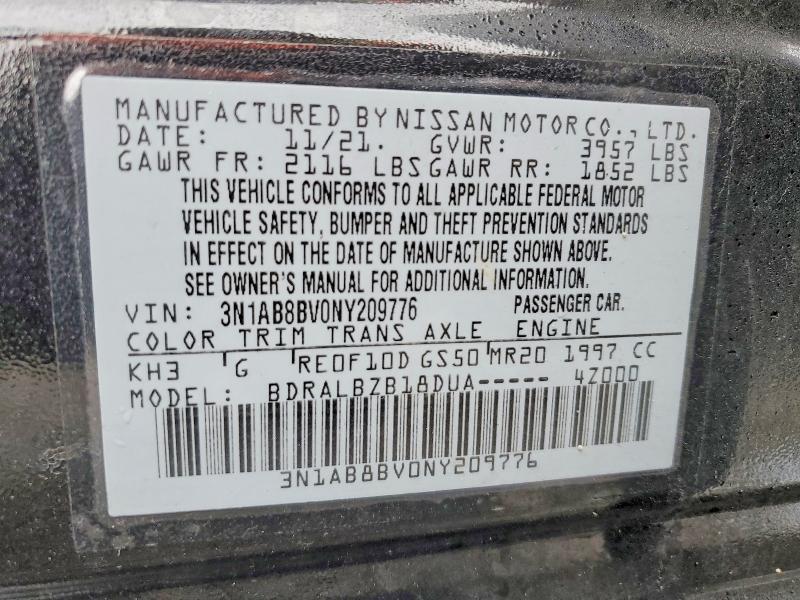 MANUFACTURED BY NISSAN MOTOR CO., LTD.
DATE: 11/21. GVWR: 3957 LBS
GAWR FR: 2116 LBS GAWR RR: 1852 LBS
THIS VEHICLE CONFORMS TO ALL APPLICABLE FEDERAL MOTOR
VEHICLE SAFETY, BUMPER AND THEFT PREVENTION STANDARDS
IN EFFECT ON THE DATE OF MANUFACTURE SHOWN ABOVE.
SEE OWNER'S MANUAL FOR ADDITIONAL INFORMATION.
VIN: 3N1AB8BV0NY209776 PASSENGER CAR.
COLOR TRIM TRANS AXLE ENGINE
KH3 G RE0F10D GS50 MR20 1997 CC
MODEL: BDRALBZB18DUA----- 4Z000
3N1AB8BV0NY209776